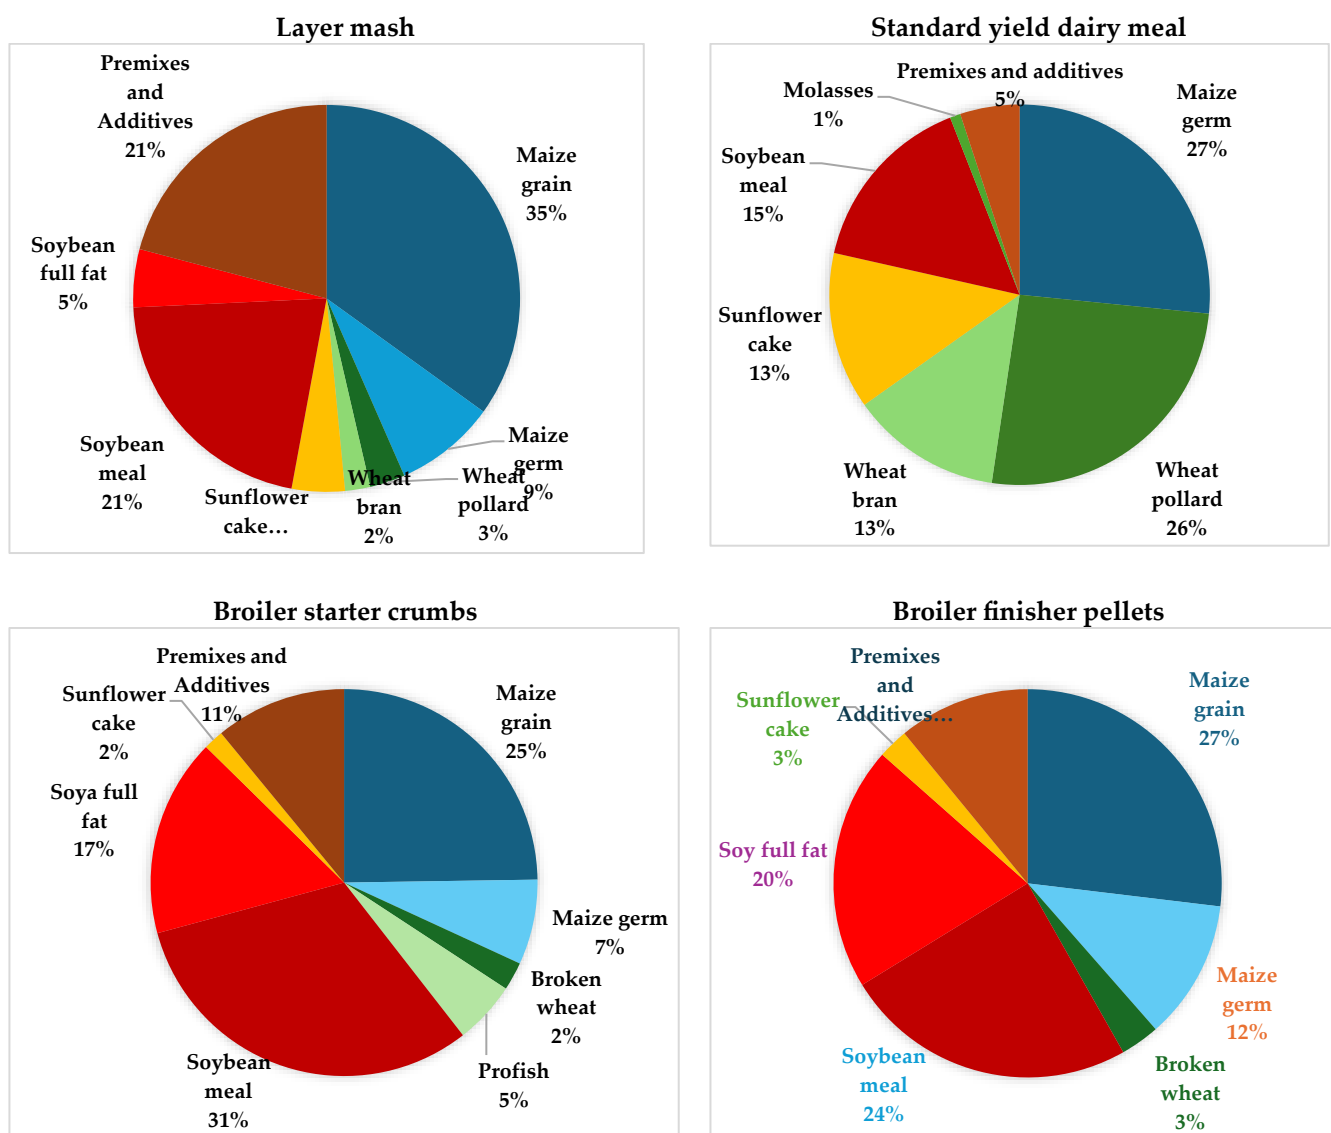 Layer mash
Premixes
and
Additives
21%
Maize
grain
35%
Soybean
full fat
5%
Maize
germ
9%
Soybean
meal
21%
Sunflower
cake…
Wheat
bran
2%
Wheat
pollard
3%
Standard yield dairy meal
Premixes and additives
5%
Molasses
1%
Maize
germ
27%
Soybean
meal
15%
Sunflower
cake
13%
Wheat
bran
13%
Wheat
pollard
26%
Broiler starter crumbs
Premixes and
Additives
11%
Sunflower
cake
2%
Maize
grain
25%
Soya full
fat
17%
Maize germ
7%
Broken
wheat
2%
Profish
5%
Soybean
meal
31%
Broiler finisher pellets
Premixes
and
Additives…
Sunflower
cake
3%
Maize
grain
27%
Soy full fat
20%
Maize
germ
12%
Soybean
meal
24%
Broken
wheat
3%